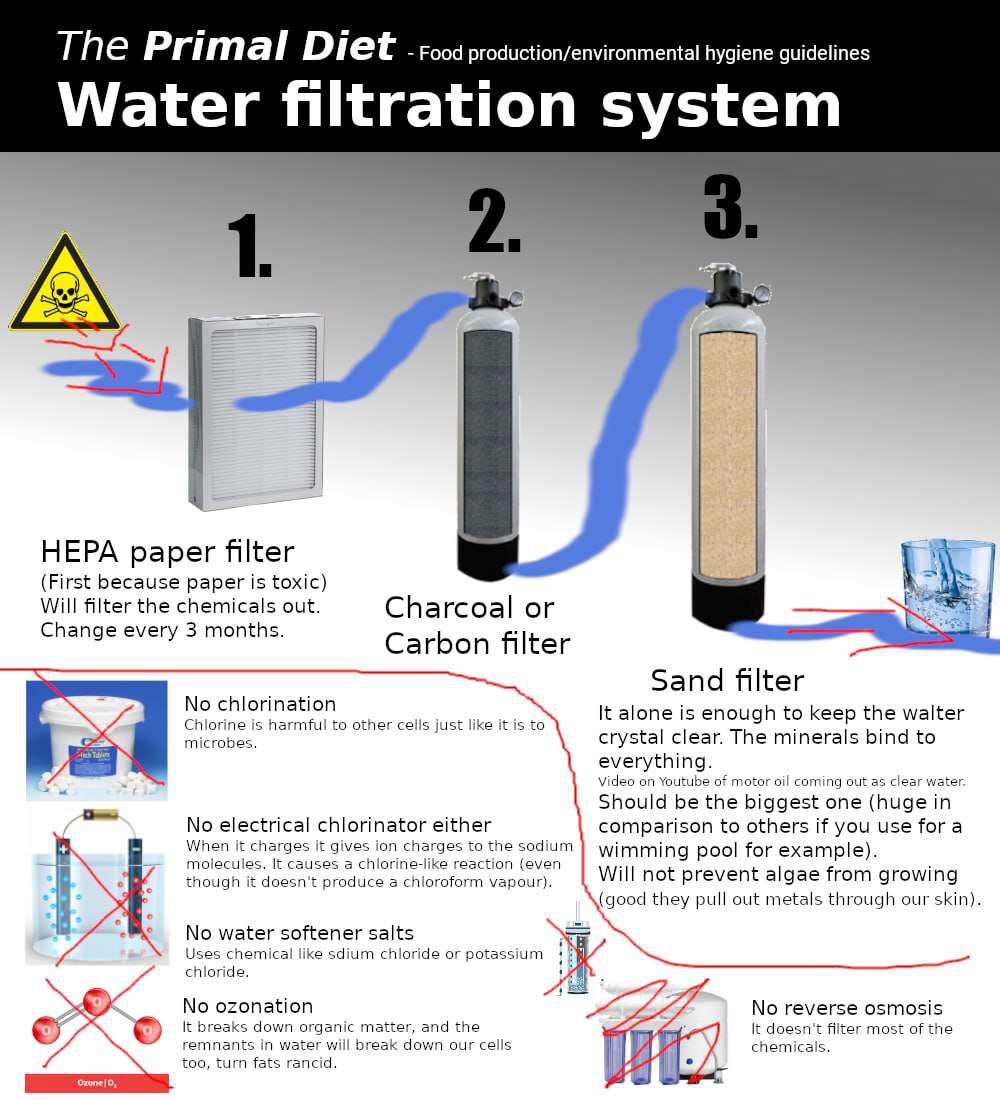 The Primal Diet - Food production/environmental hygiene guidelines
Water filtration system
1.
2.
3.
HEPA paper filter
(First because paper is toxic)
Will filter the chemicals out.
Change every 3 months.
Charcoal or
Carbon filter
Sand filter
It alone is enough to keep the walter
crystal clear. The minerals bind to
everything.
Video on Youtube of motor oil coming out as clear water.
Should be the biggest one (huge in
comparison to others if you use for a
wimming pool for example).
Will not prevent algae from growing
(good they pull out metals through our skin).
No chlorination
Chlorine is harmful to other cells just like it is to
microbes.
No electrical chlorinator either
When it charges it gives ion charges to the sodium
molecules. It causes a chlorine-like reaction (even
though it doesn't produce a chloroform vapour).
No water softener salts
Uses chemical like sdium chloride or potassium
chloride.
No ozonation
It breaks down organic matter, and the
remnants in water will break down our cells
too, turn fats rancid.
Ozone|O₃
No reverse osmosis
It doesn't filter most of the
chemicals.